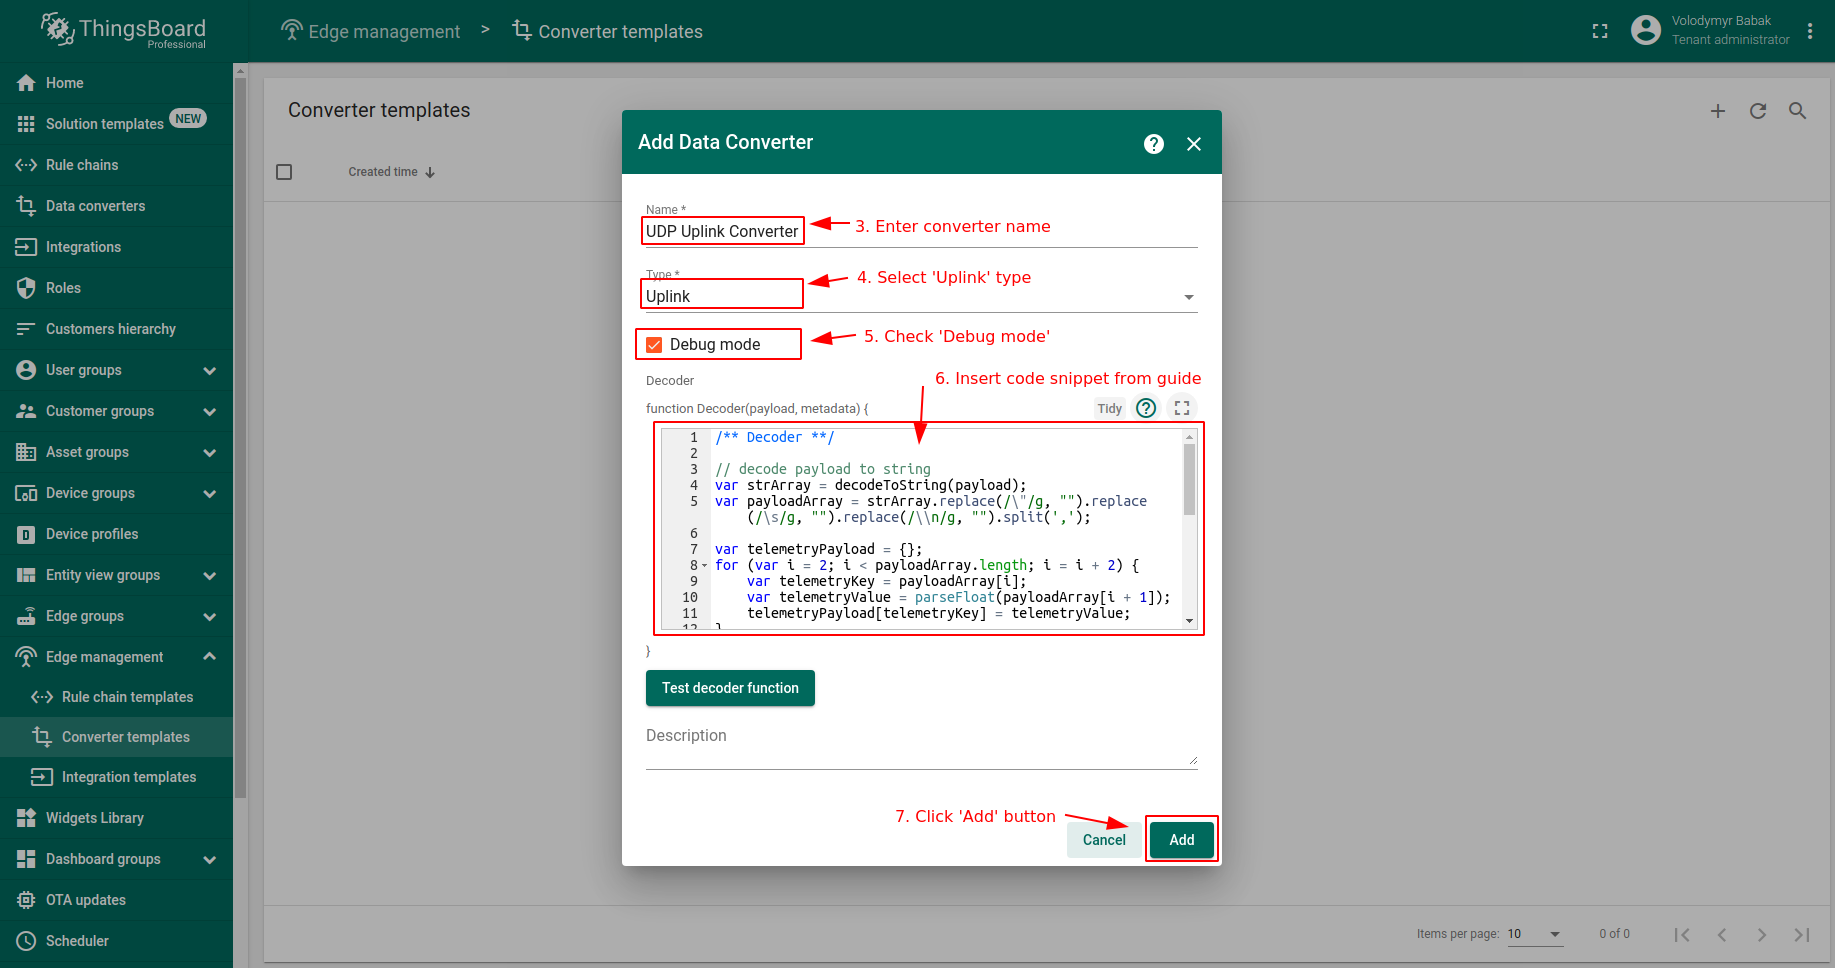 ThingsBoard
Professional
Edge management > Converter templates
Volodymyr Babak
Tenant administrator
Home
Solution templates NEW
Rule chains
Data converters
Integrations
Roles
Customers hierarchy
User groups
Customer groups
Asset groups
Device groups
Device profiles
Entity view groups
Edge groups
Edge management
Rule chain templates
Converter templates
Integration templates
Widgets Library
Dashboard groups
OTA updates
Scheduler
Converter templates
Created time
Add Data Converter
Name *
UDP Uplink Converter
3. Enter converter name
Type *
Uplink
4. Select 'Uplink' type
Debug mode
5. Check 'Debug mode'
Decoder
6. Insert code snippet from guide
function Decoder(payload, metadata) {
Tidy
1 /** Decoder **/
2
3 // decode payload to string
4 var strArray = decodeToString(payload);
5 var payloadArray = strArray.replace(/\"/g, "").replace
(/\s/g, "").replace(/\\n/g, "").split(',');
6
7 var telemetryPayload = {};
8 for (var i = 2; i < payloadArray.length; i = i + 2) {
9 var telemetryKey = payloadArray[i];
10 var telemetryValue = parseFloat(payloadArray[i + 1]);
11 telemetryPayload[telemetryKey] = telemetryValue;
12 }
}
Test decoder function
Description
7. Click 'Add' button
Cancel
Add
Items per page: 10
0 of 0